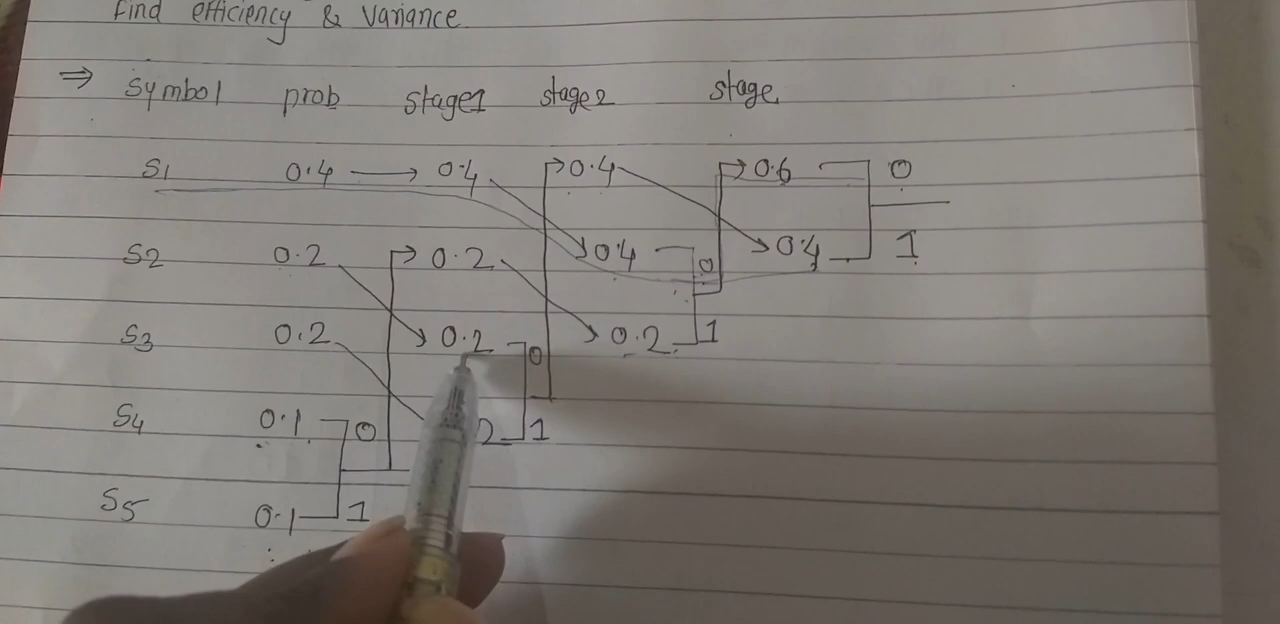 Find efficiency & Variance
⇒ Symbol prob stage1 stage2 stage
S1 0.4 → 0.4 0.4 0.6 0
S2 0.2 0.2 0.4 0 0.4 1
S3 0.2 0.2 0 0.2 1
S4 0.1 0 2 1
S5 0.1 1